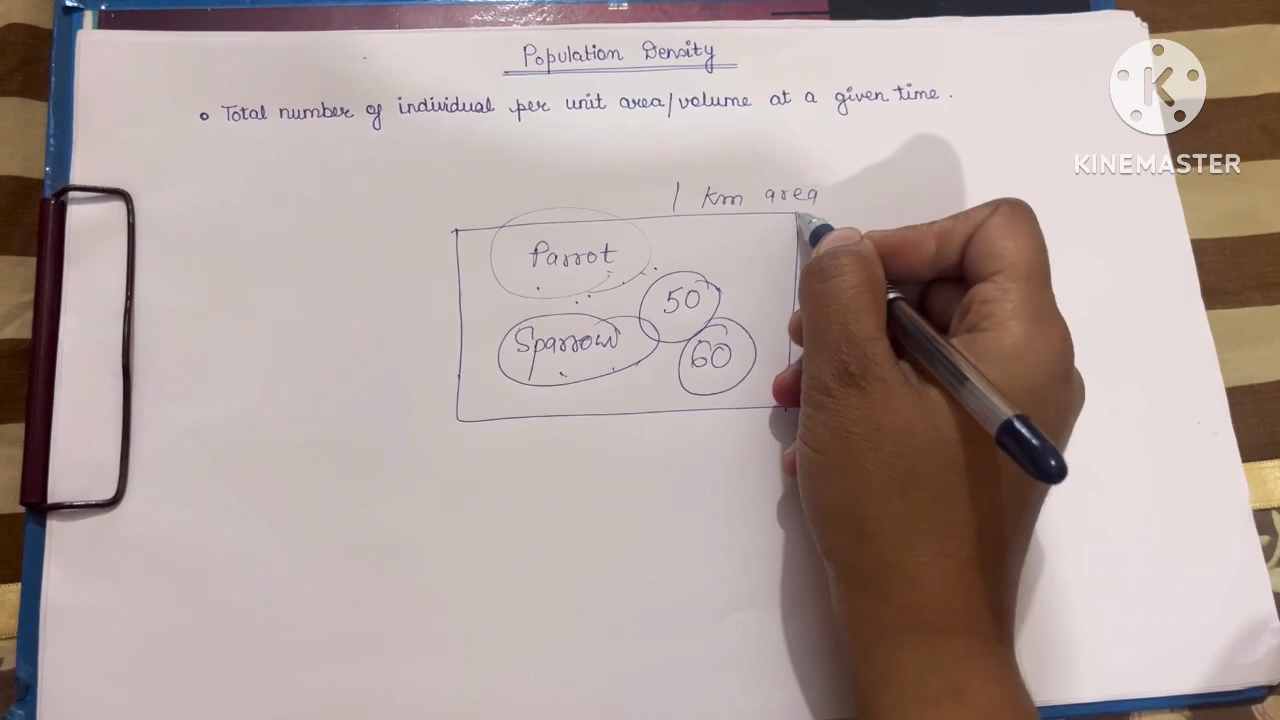 Population Density
Total number of individual per unit area/volume at a given time.
1 km area
Parrot
50
Sparrow
60
K
KINEMASTER